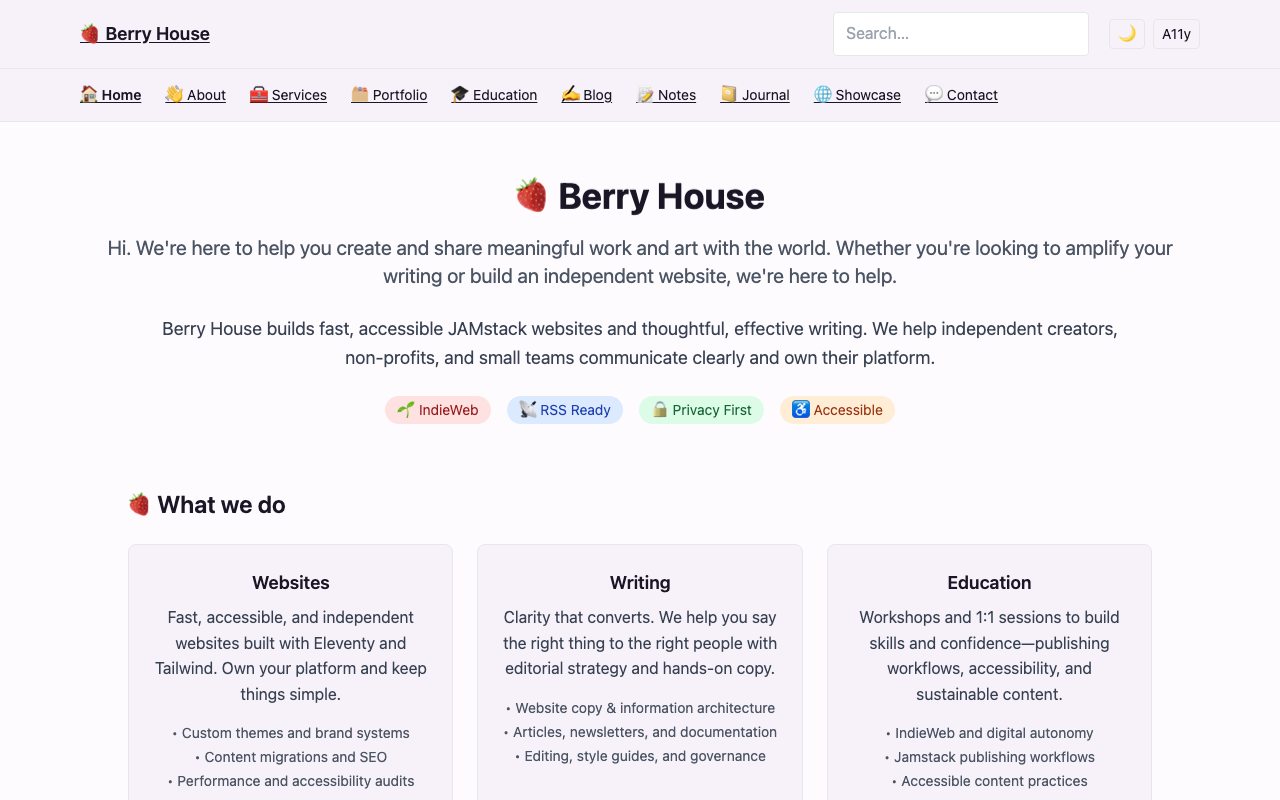 🍓 Berry House
Search...
🌙
A11y
🏠 Home
👋 About
🧰 Services
🗂️ Portfolio
🎓 Education
✍️ Blog
📝 Notes
📔 Journal
🌐 Showcase
💬 Contact
🍓 Berry House
Hi. We're here to help you create and share meaningful work and art with the world. Whether you're looking to amplify your
writing or build an independent website, we're here to help.
Berry House builds fast, accessible JAMstack websites and thoughtful, effective writing. We help independent creators,
non-profits, and small teams communicate clearly and own their platform.
🌱 IndieWeb
📡 RSS Ready
🔒 Privacy First
♿ Accessible
🍓 What we do
Websites
Fast, accessible, and independent
websites built with Eleventy and
Tailwind. Own your platform and keep
things simple.
• Custom themes and brand systems
• Content migrations and SEO
• Performance and accessibility audits
Writing
Clarity that converts. We help you say
the right thing to the right people with
editorial strategy and hands-on copy.
• Website copy & information architecture
• Articles, newsletters, and documentation
• Editing, style guides, and governance
Education
Workshops and 1:1 sessions to build
skills and confidence—publishing
workflows, accessibility, and
sustainable content.
• IndieWeb and digital autonomy
• Jamstack publishing workflows
• Accessible content practices